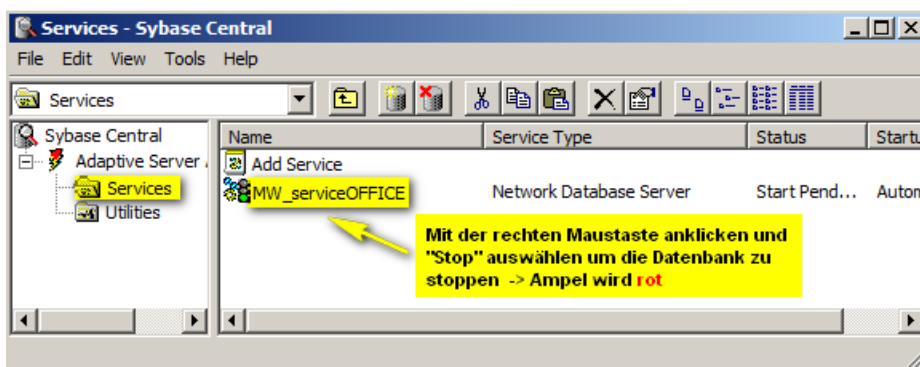 Services - Sybase Central
File Edit View Tools Help
Services
Sybase Central
Adaptive Server
Services
Utilities
Name Service Type Status Startu
Add Service
MW_serviceOFFICE Network Database Server Start Pend... Autom
Mit der rechten Maustaste anklicken und
"Stop" auswählen um die Datenbank zu
stoppen -> Ampel wird rot